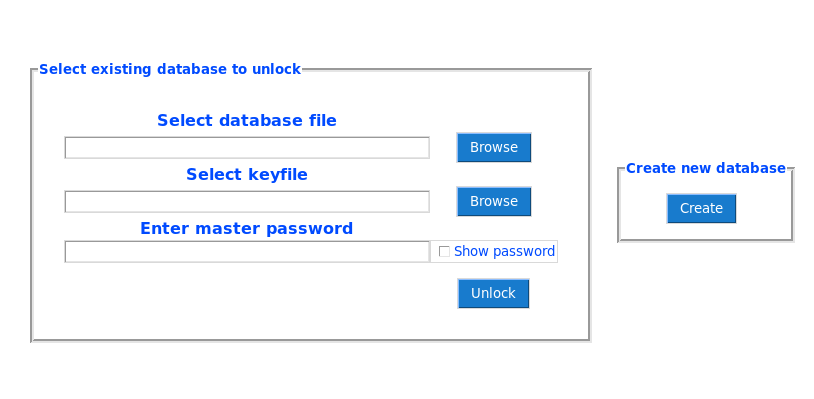 Select existing database to unlock
Select database file
Browse
Select keyfile
Browse
Enter master password
Show password
Unlock
Create new database
Create